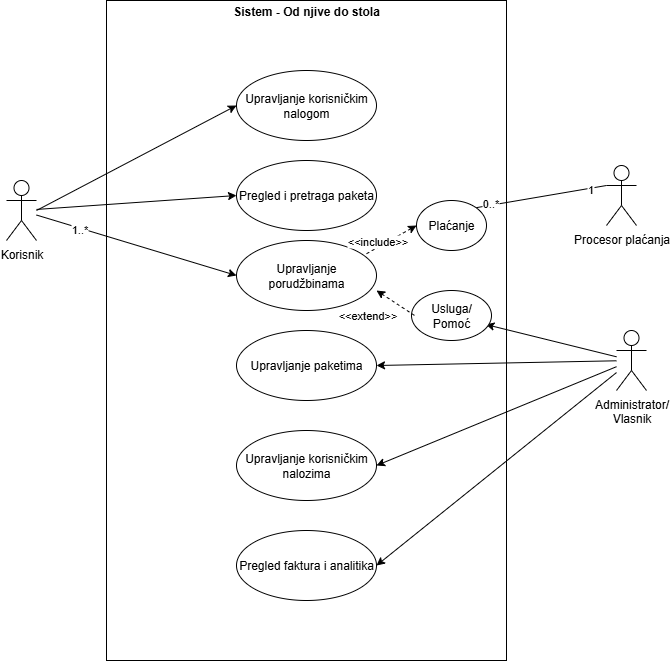 Sistem - Od njive do stola
Upravljanje korisničkim
nalogom
Pregled i pretraga paketa
Korisnik
1..*
Upravljanje
porudžbinama
<<include>>
Plaćanje
0..*
1
Procesor plaćanja
<<extend>>
Usluga/
Pomoć
Upravljanje paketima
Administrator/
Vlasnik
Upravljanje korisničkim
nalozima
Pregled faktura i analitika